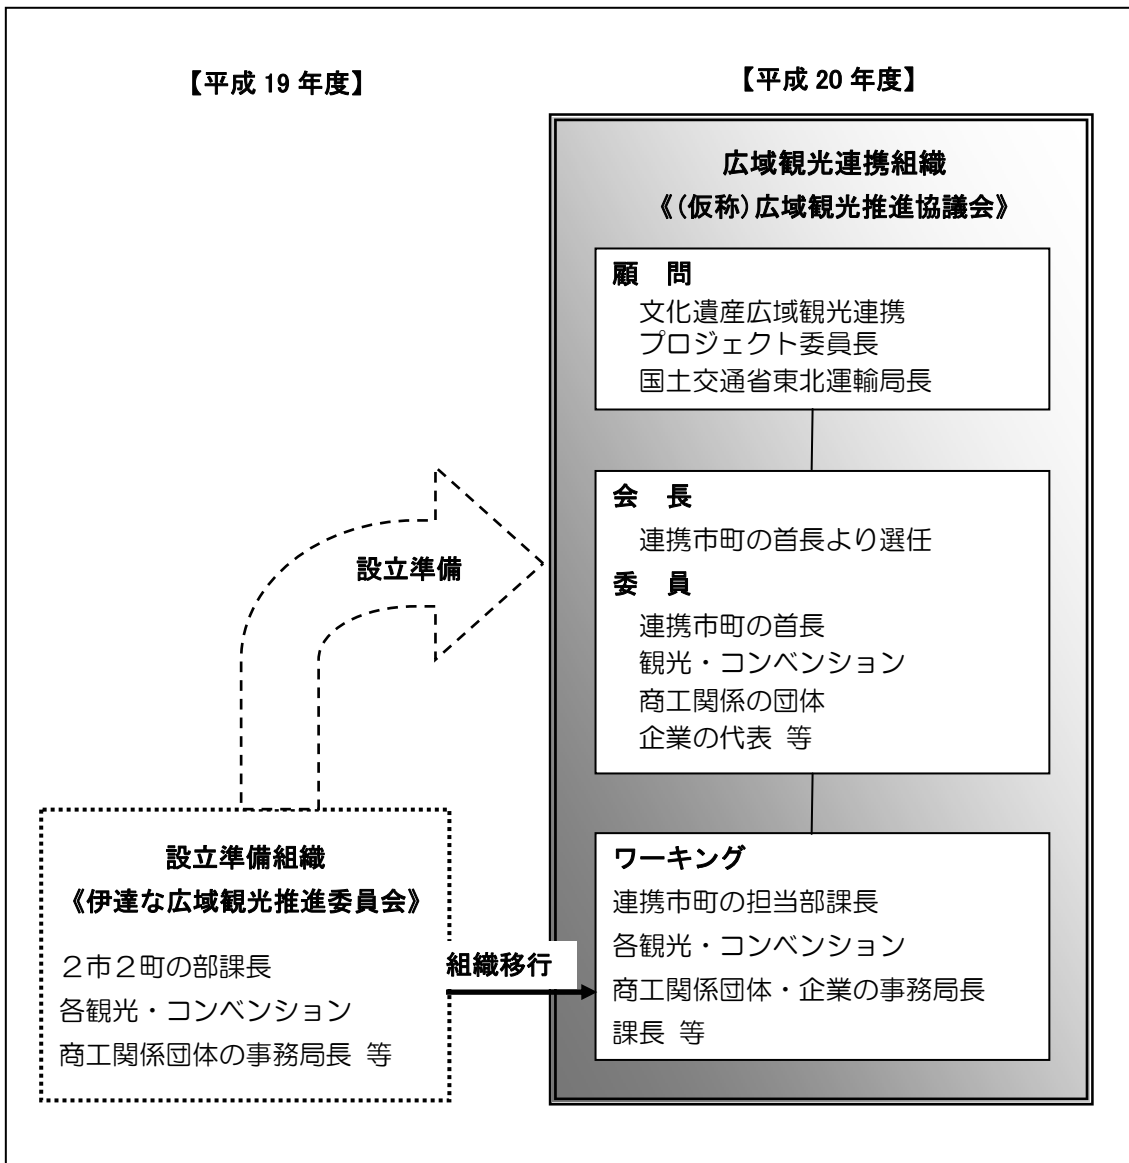 【平成 19 年度】
【平成 20 年度】
広域観光連携組織
《(仮称)広域観光推進協議会》
顧　問
文化遺産広域観光連携
プロジェクト委員長
国土交通省東北運輸局長
会　長
連携市町の首長より選任
委　員
連携市町の首長
観光・コンベンション
商工関係の団体
企業の代表 等
設立準備
設立準備組織
《伊達な広域観光推進委員会》
２市２町の部課長
各観光・コンベンション
商工関係団体の事務局長 等
組織移行
ワーキング
連携市町の担当部課長
各観光・コンベンション
商工関係団体・企業の事務局長
課長 等